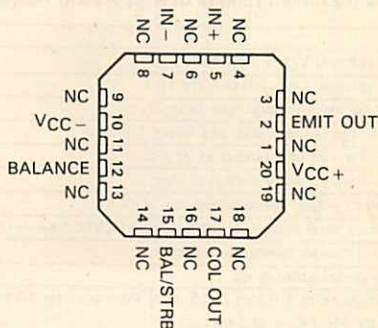 NC
IN −
NC
IN +
NC
8
7
6
5
4
NC 9
VCC− 10
NC 11
BALANCE 12
NC 13
3 NC
2 EMIT OUT
1 NC
20 VCC+
19 NC
14
15
16
17
18
NC
BAL/STRB
NC
COL OUT
NC